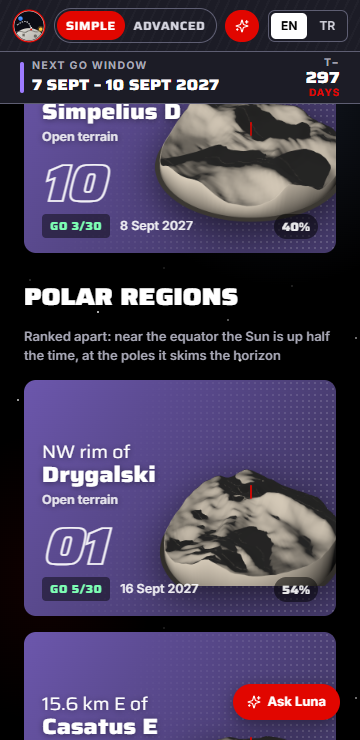 SIMPLE
ADVANCED
EN
TR
NEXT GO WINDOW
7 SEPT – 10 SEPT 2027
T–
297
DAYS
Simpelius D
Open terrain
10
GO 3/30
8 Sept 2027
40%
POLAR REGIONS
Ranked apart: near the equator the Sun is up half
the time, at the poles it skims the horizon
NW rim of
Drygalski
Open terrain
01
GO 5/30
16 Sept 2027
54%
15.6 km E of
Casatus E
Ask Luna